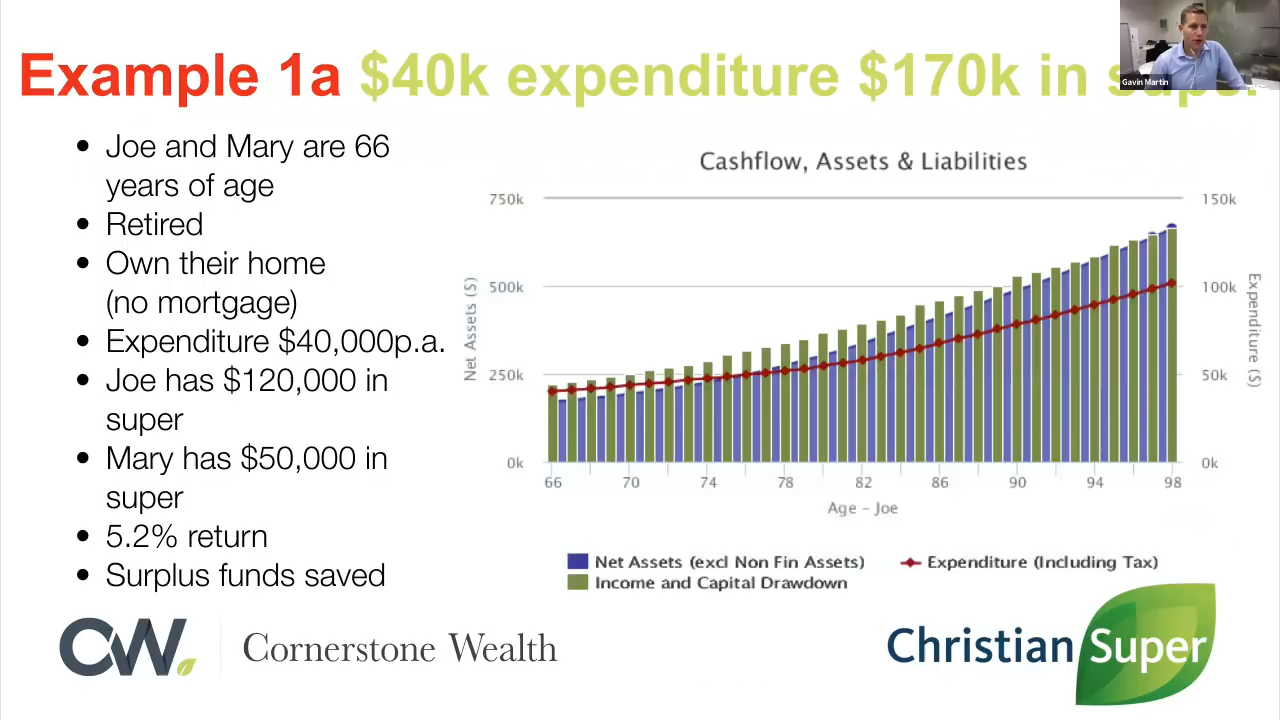 Example 1a $40k expenditure $170k in super
Gavin Martin
• Joe and Mary are 66
years of age
• Retired
• Own their home
(no mortgage)
• Expenditure $40,000p.a.
• Joe has $120,000 in
super
• Mary has $50,000 in
super
• 5.2% return
• Surplus funds saved
Cashflow, Assets & Liabilities
750k
500k
250k
0k
Net Assets ($)
150k
100k
50k
0k
Expenditure ($)
66 70 74 78 82 86 90 94 98
Age - Joe
Net Assets (excl Non Fin Assets)
Expenditure (Including Tax)
Income and Capital Drawdown
CW. Cornerstone Wealth
Christian Super